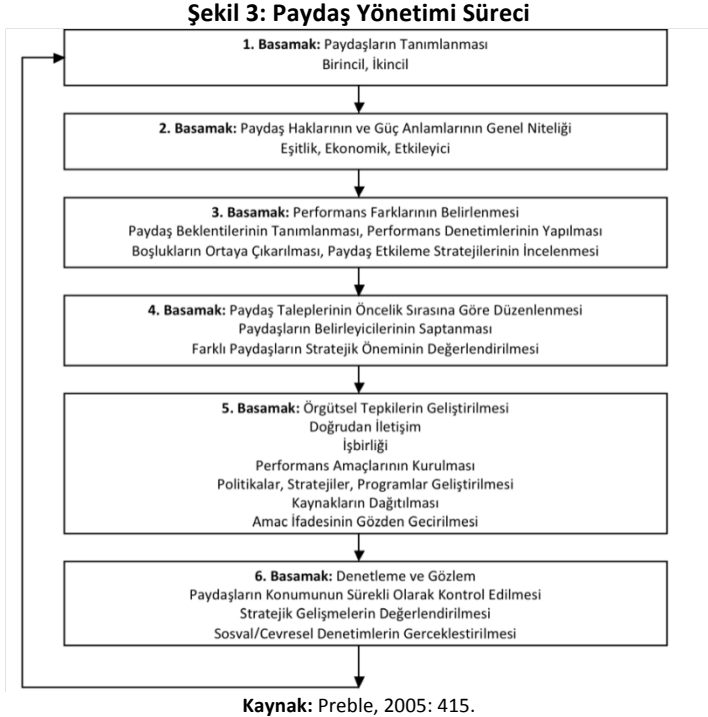 Şekil 3: Paydaş Yönetimi Süreci
1. Basamak: Paydaşların Tanımlanması
Birincil, İkincil
2. Basamak: Paydaş Haklarının ve Güç Anlamlarının Genel Niteliği
Eşitlik, Ekonomik, Etkileyici
3. Basamak: Performans Farklarının Belirlenmesi
Paydaş Beklentilerinin Tanımlanması, Performans Denetimlerinin Yapılması
Boşlukların Ortaya Çıkarılması, Paydaş Etkileme Stratejilerinin İncelenmesi
4. Basamak: Paydaş Taleplerinin Öncelik Sırasına Göre Düzenlenmesi
Paydaşların Belirleyicilerinin Saptanması
Farklı Paydaşların Stratejik Öneminin Değerlendirilmesi
5. Basamak: Örgütsel Tepkilerin Geliştirilmesi
Doğrudan İletişim
İşbirliği
Performans Amaçlarının Kurulması
Politikalar, Stratejiler, Programlar Geliştirilmesi
Kaynakların Dağıtılması
Amac İfadesinin Gözden Gecirilmesi
6. Basamak: Denetleme ve Gözlem
Paydaşların Konumunun Sürekli Olarak Kontrol Edilmesi
Stratejik Gelişmelerin Değerlendirilmesi
Sosval/Cevresel Denetimlerin Gerceklestirilmesi
Kaynak: Preble, 2005: 415.